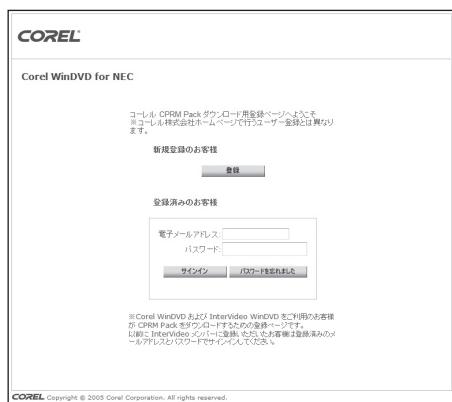 COREL
Corel WinDVD for NEC
コーレル CPRM Pack ダウンロード用登録ページへようこそ
※コーレル株式会社ホームページで行うユーザー登録とは異なり
ます。
新規登録のお客様
登録
登録済みのお客様
電子メールアドレス:
パスワード:
サインイン パスワードを忘れました
※Corel WinDVD および InterVideo WinDVD をご利用のお客様
が CPRM Pack をダウンロードするための登録ページです。
以前に InterVideo メンバーに登録いただいたお客様は登録済みのメ
ールアドレスとパスワードでサインインしてください。
COREL Copyright © 2005 Corel Corporation. All rights reserved.